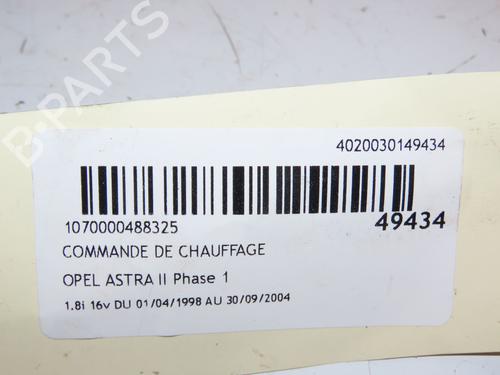 B-PARTS
4020030149434
1070000488325
49434
COMMANDE DE CHAUFFAGE
OPEL ASTRA II Phase 1
1.8i 16v DU 01/04/1998 AU 30/09/2004